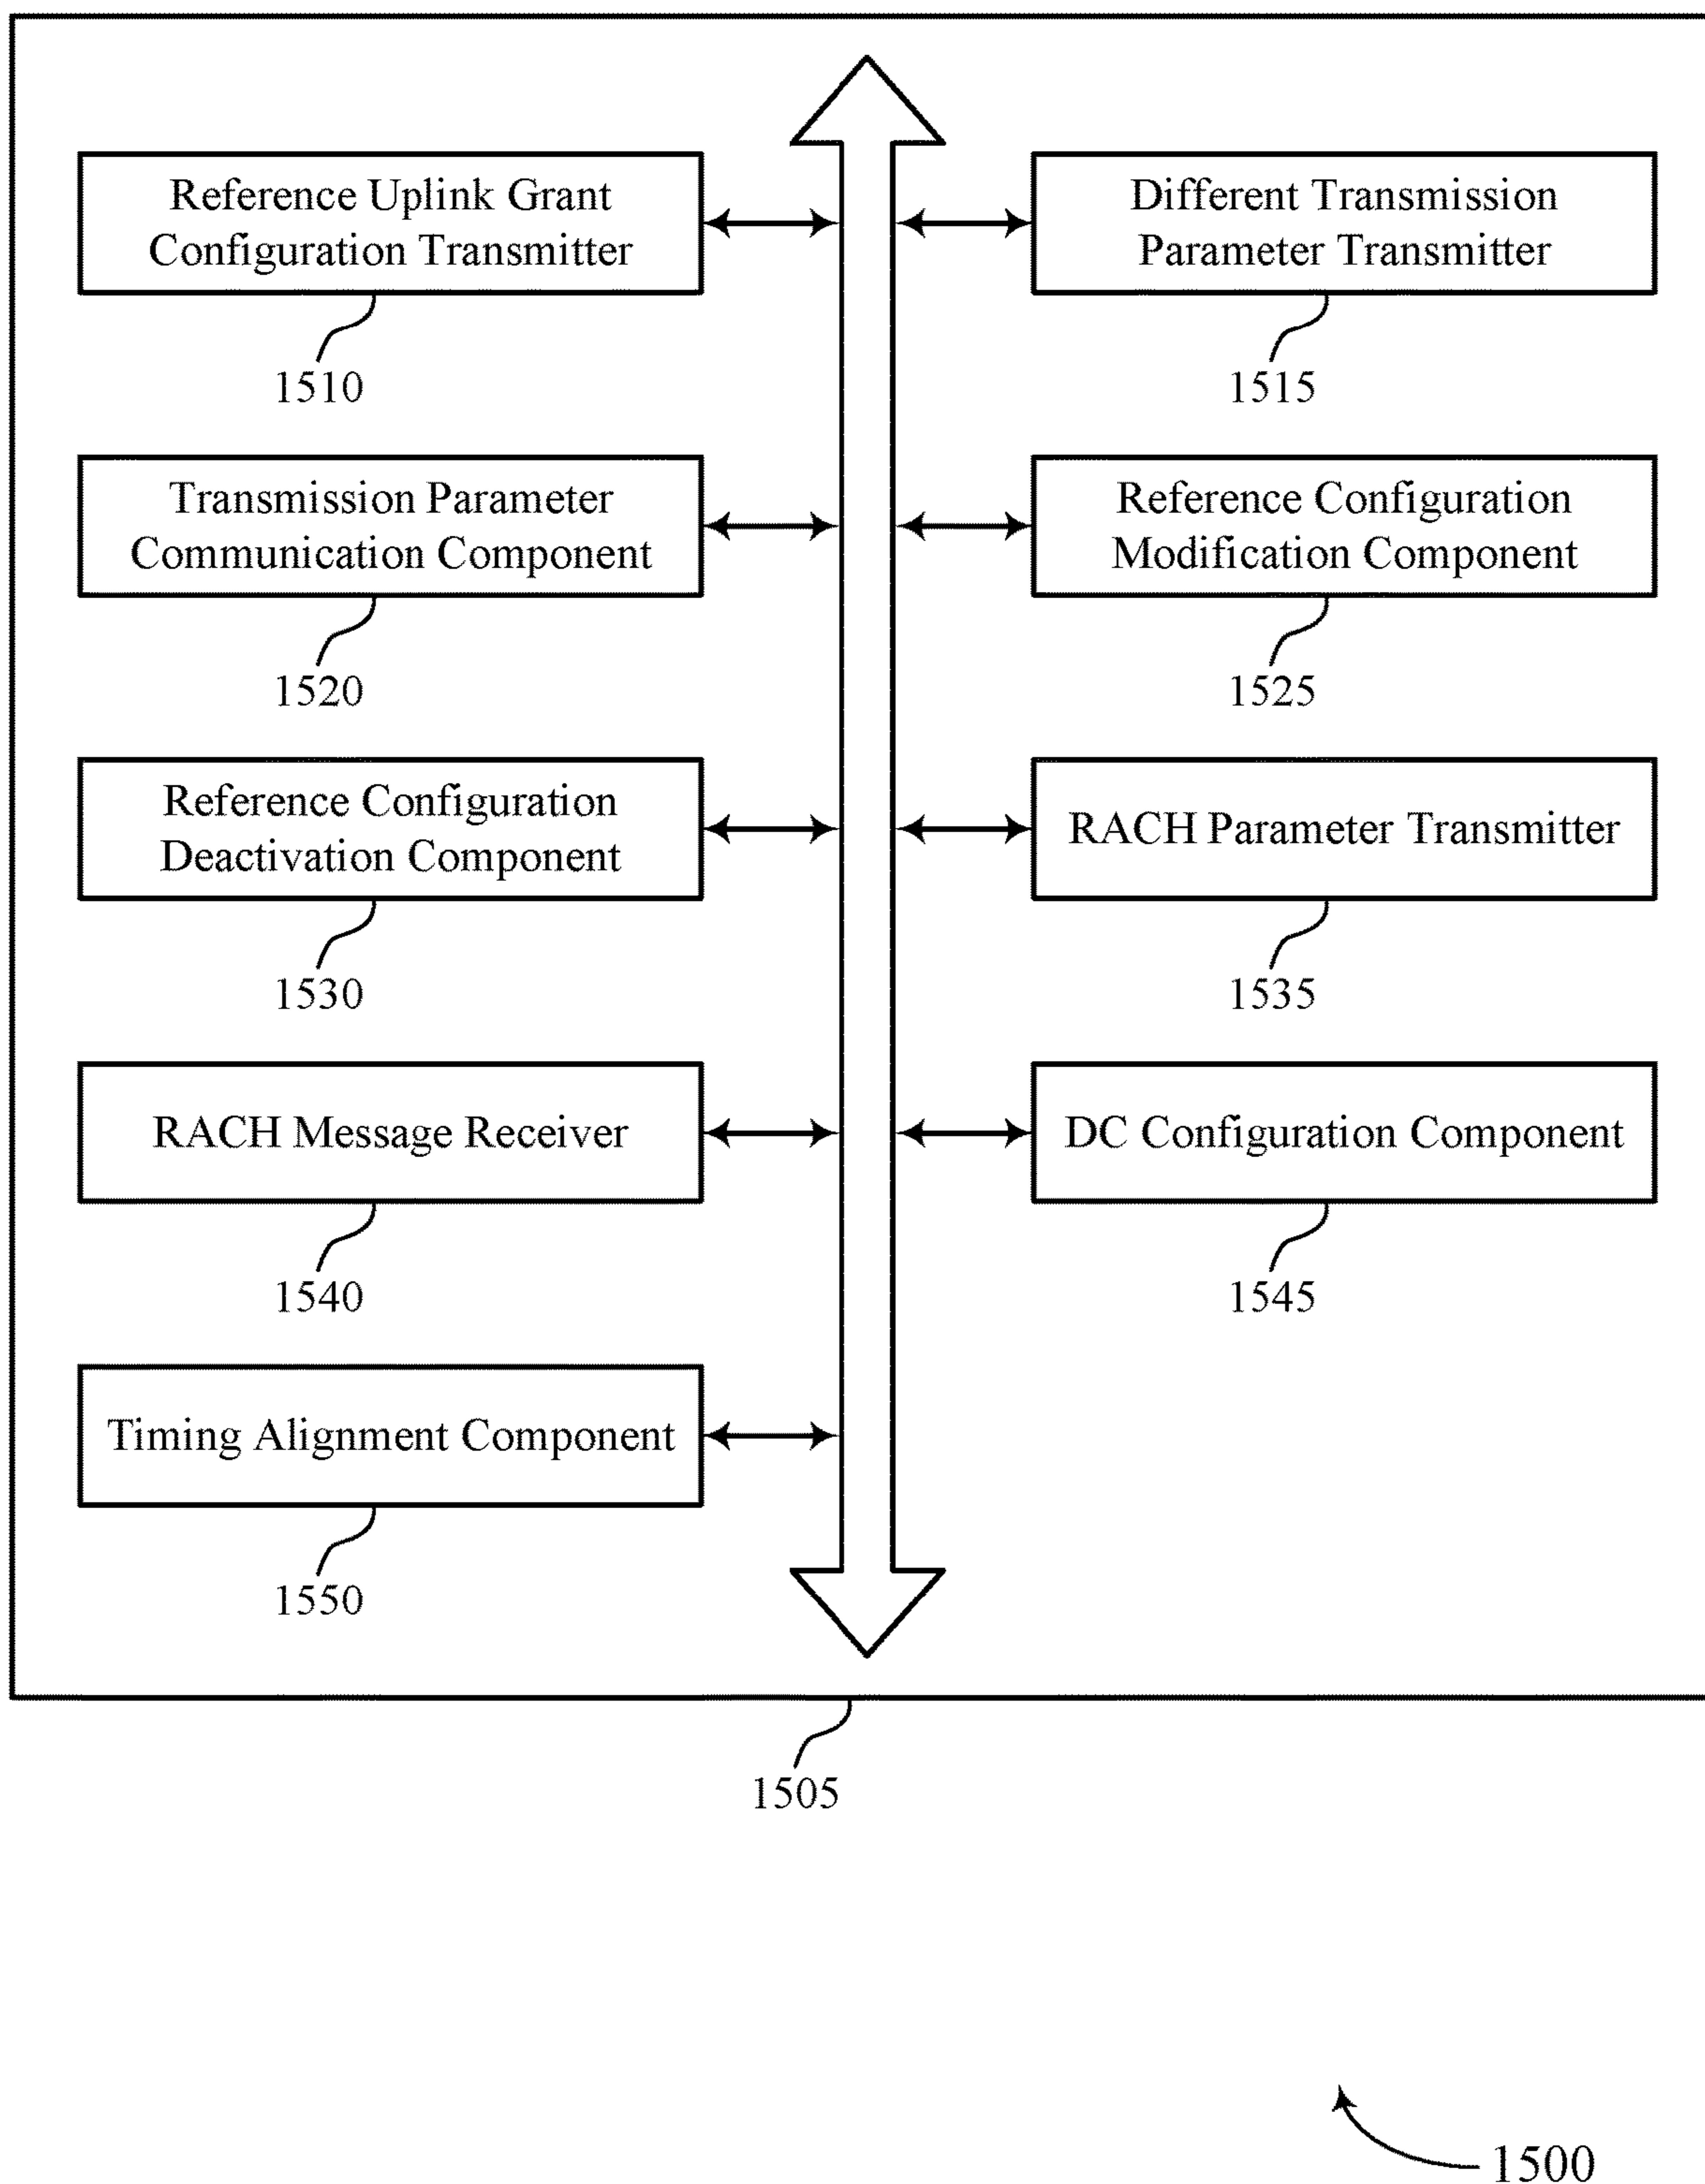 Reference Uplink Grant
Configuration Transmitter
1510
Different Transmission
Parameter Transmitter
1515
Transmission Parameter
Communication Component
1520
Reference Configuration
Modification Component
1525
Reference Configuration
Deactivation Component
1530
RACH Parameter Transmitter
1535
RACH Message Receiver
1540
DC Configuration Component
1545
Timing Alignment Component
1550
1505
1500